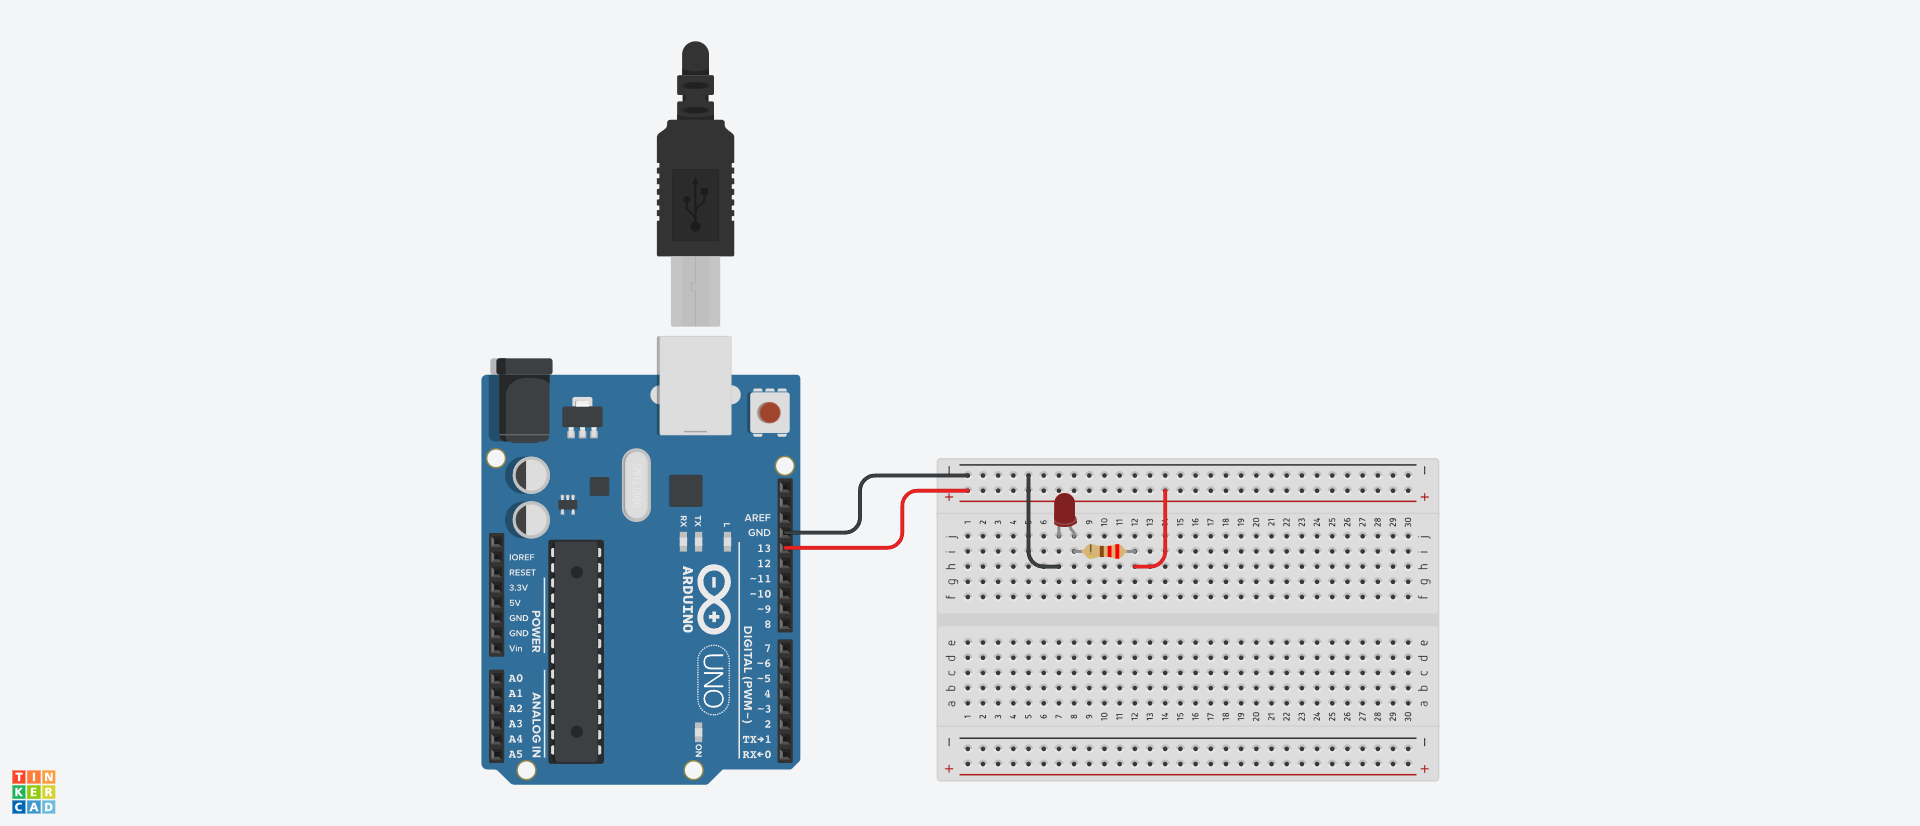 AREF
GND
13
12
~11
~10
~9
8
7
~6
~5
4
~3
2
TX→1
RX←0
DIGITAL (PWM~)
IOREF
RESET
3.3V
5V
GND
GND
Vin
POWER
A0
A1
A2
A3
A4
A5
ANALOG IN
RX
TX
L
ARDUINO
UNO
ON
− −
+ +
1 2 3 4 5 6 9 10 11 12 13 14 15 16 17 18 19 20 21 22 23 24 25 26 27 28 29 30
j j
i i
h h
g g
f f
e e
d d
c c
b b
a a
1 2 3 4 5 6 7 8 9 10 11 12 13 14 15 16 17 18 19 20 21 22 23 24 25 26 27 28 29 30
− −
+ +
TIN
KER
CAD